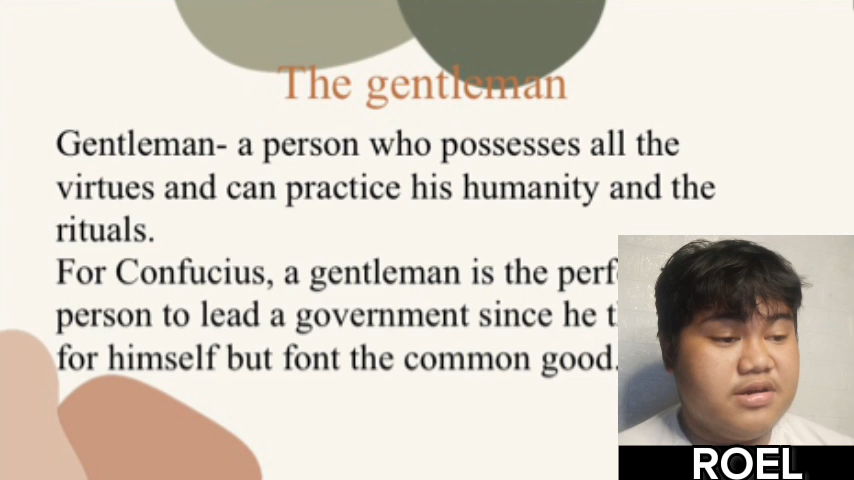 The gentleman
Gentleman- a person who possesses all the
virtues and can practice his humanity and the
rituals.
For Confucius, a gentleman is the
person to lead a government since he
for himself but font the common good.
ROEL